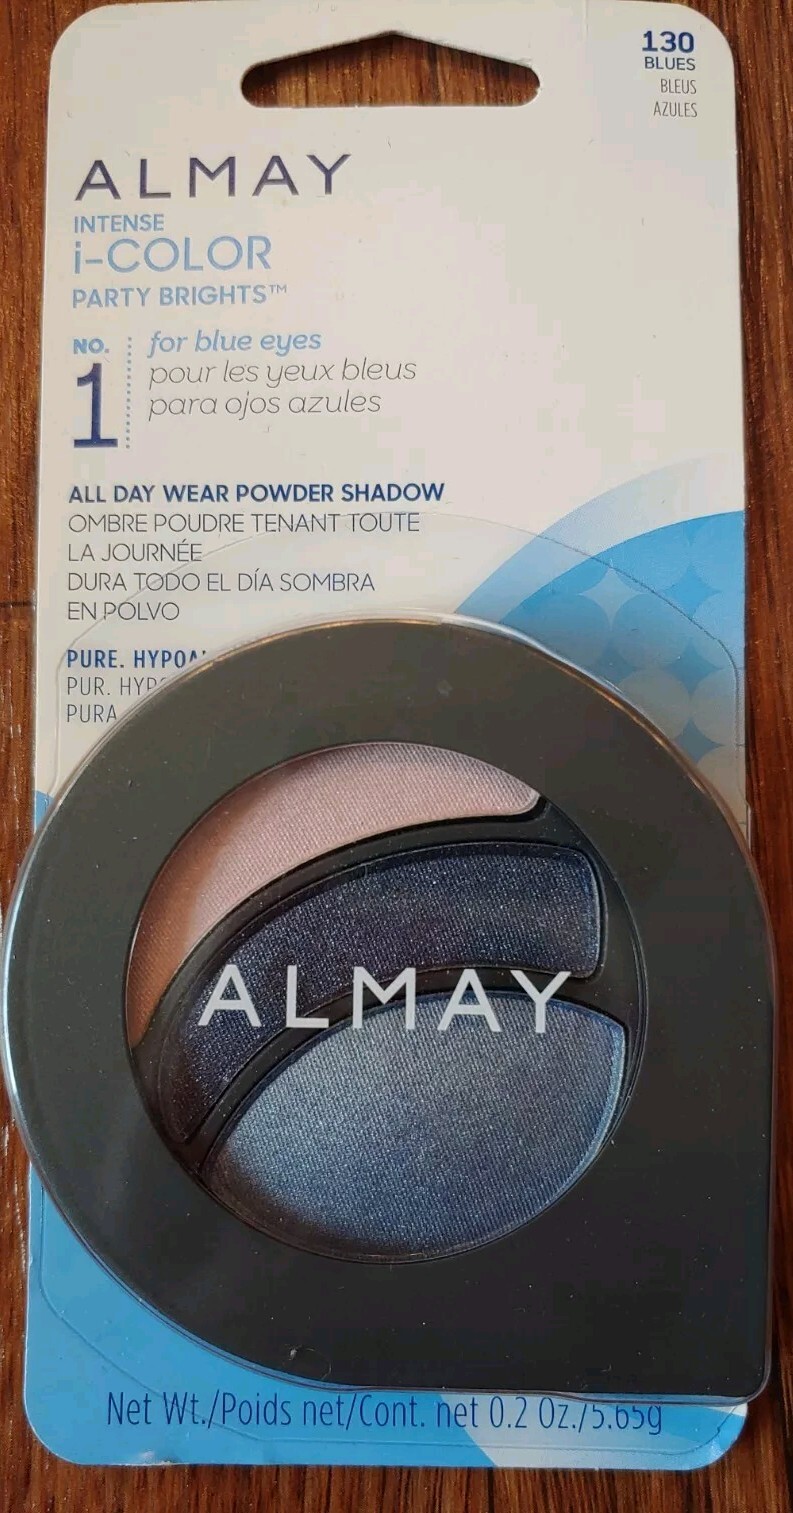 130
BLUES
BLEUS
AZULES
ALMAY
INTENSE
i-COLOR
PARTY BRIGHTS™
NO.
1
for blue eyes
pour les yeux bleus
para ojos azules
ALL DAY WEAR POWDER SHADOW
OMBRE POUDRE TENANT TOUTE
LA JOURNÉE
DURA TODO EL DÍA SOMBRA
EN POLVO
PURE.
PUR.
PURA
ALMAY
Net Wt./Poids net/Cont. net 0.2 Oz./5.65g